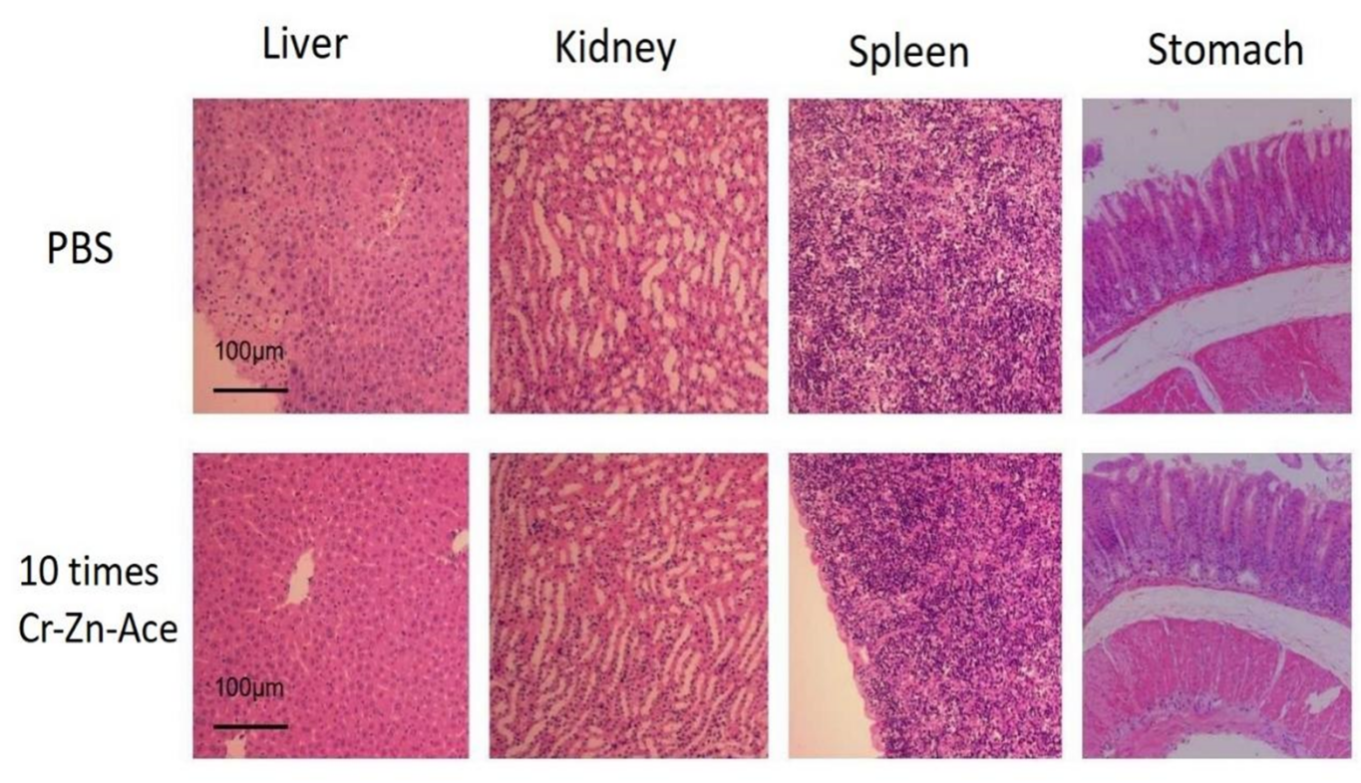 Liver Kidney Spleen Stomach
PBS
100μm
10 times
Cr-Zn-Ace
100μm